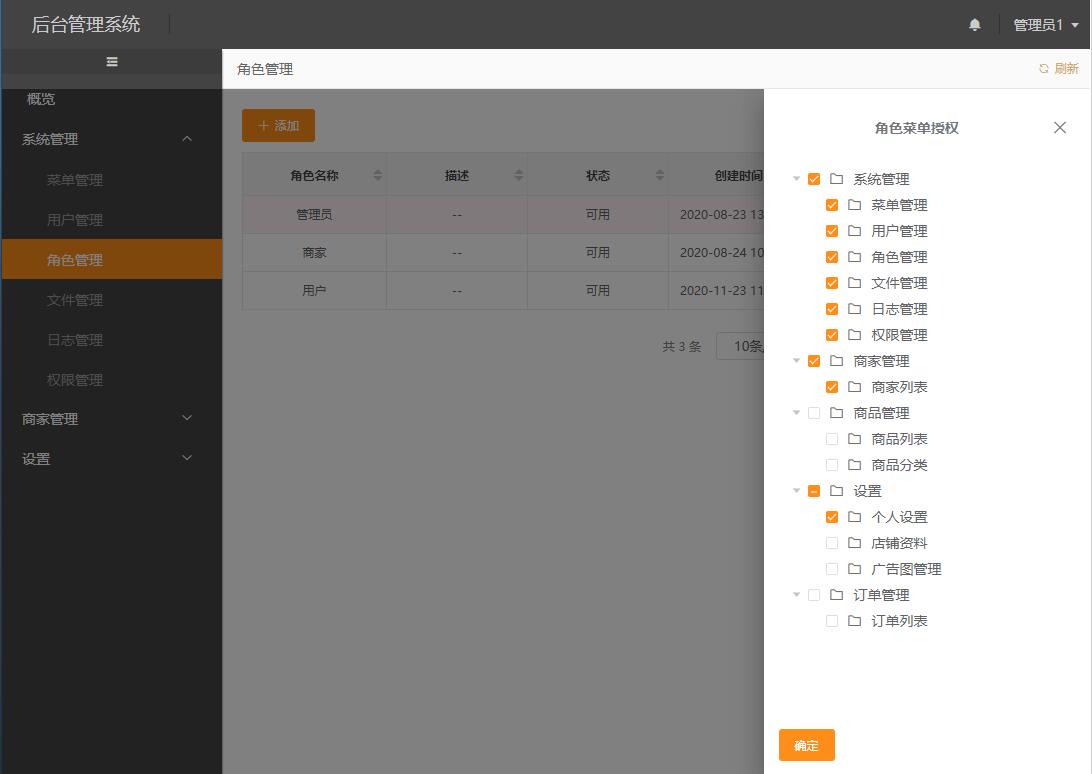 后台管理系统
管理员1
角色管理
刷新
概览
系统管理
菜单管理
用户管理
角色管理
文件管理
日志管理
权限管理
商家管理
设置
添加
角色名称 描述 状态 创建时间
管理员 -- 可用 2020-08-23 13
商家 -- 可用 2020-08-24 10
用户 -- 可用 2020-11-23 11
共 3 条 10条
角色菜单授权
系统管理
菜单管理
用户管理
角色管理
文件管理
日志管理
权限管理
商家管理
商家列表
商品管理
商品列表
商品分类
设置
个人设置
店铺资料
广告图管理
订单管理
订单列表
确定